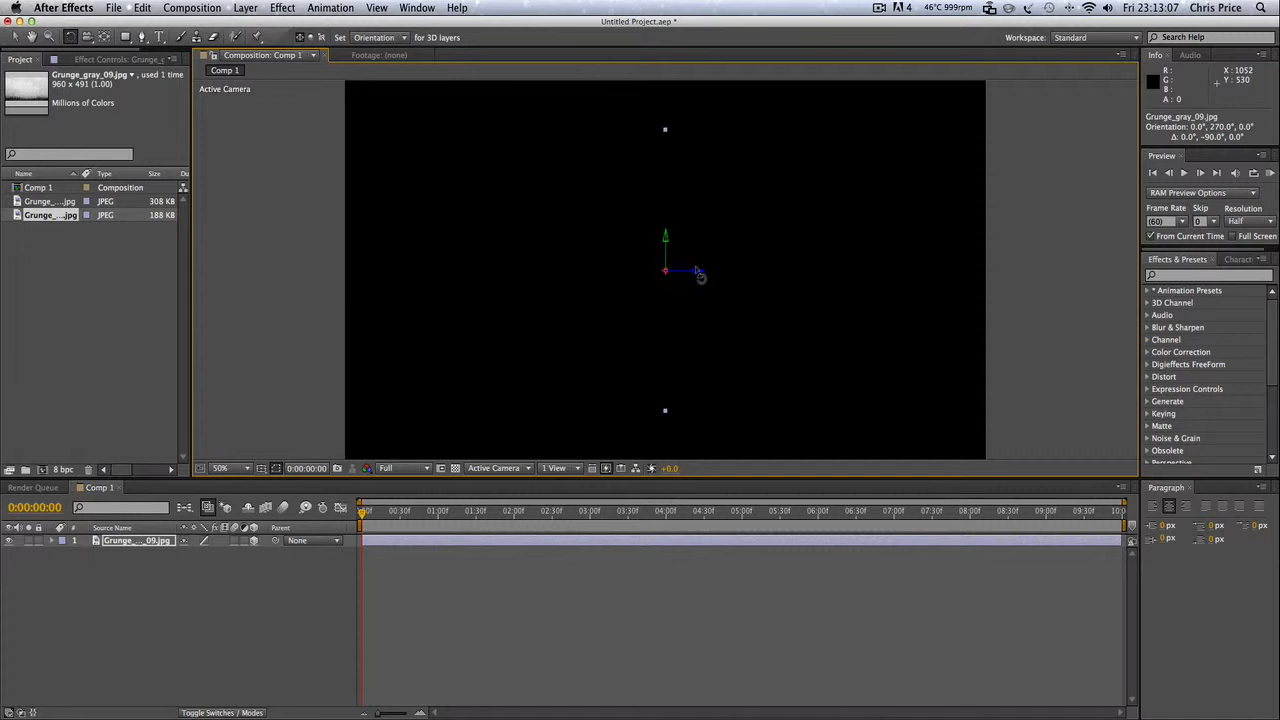 After Effects File Edit Composition Layer Effect Animation View Window Help 4 46°C 999rpm Fri 23:13:07 Chris Price
Untitled Project.aep *
Set Orientation for 3D layers Workspace: Standard Search Help
Project Effect Controls: Grunge_g
Composition: Comp 1 Footage: (none)
Info Audio
Comp 1
Grunge_gray_09.jpg , used 1 time
960 x 491 (1.00)
Millions of Colors
Active Camera
R : X : 1052
G : Y : 530
B :
A : 0
Grunge_gray_09.jpg
Orientation: 0.0°, 270.0°, 0.0°
Δ: 0.0°, -90.0°, 0.0°
Preview
RAM Preview Options
Frame Rate Skip Resolution
(60) 0 Half
From Current Time Full Screen
Name Type Size Du
Comp 1 Composition
Grunge_....jpg JPEG 308 KB
Grunge_....jpg JPEG 188 KB
Effects & Presets Charact
* Animation Presets
3D Channel
Audio
Blur & Sharpen
Channel
Color Correction
Digieffects FreeForm
Distort
Expression Controls
Generate
Keying
Matte
Noise & Grain
Obsolete
Perspective
8 bpc
50% 0:00:00:00 Full Active Camera 1 View +0.0
Render Queue Comp 1
0:00:00:00
00f 00:30f 01:00f 01:30f 02:00f 02:30f 03:00f 03:30f 04:00f 04:30f 05:00f 05:30f 06:00f 06:30f 07:00f 07:30f 08:00f 08:30f 09:00f 09:30f 10:0
# Source Name Parent
1 Grunge_..._09.jpg None
Paragraph
0 px 0 px 0 px
0 px 0 px
Toggle Switches / Modes